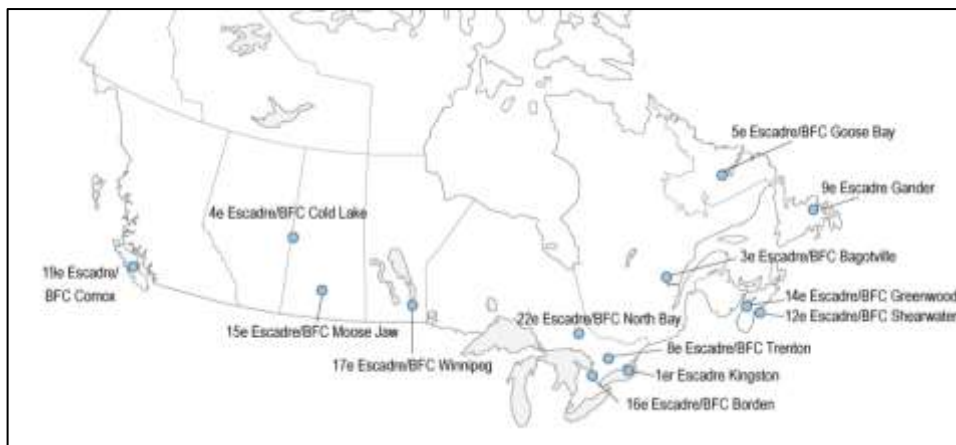 5e Escadre/BFC Goose Bay
9e Escadre Gander
4e Escadre/BFC Cold Lake
3e Escadre/BFC Bagotville
19e Escadre/
BFC Comox
14e Escadre/BFC Greenwood
12e Escadre/BFC Shearwater
15e Escadre/BFC Moose Jaw
22e Escadre/BFC North Bay
8e Escadre/BFC Trenton
17e Escadre/BFC Winnipeg
1er Escadre Kingston
16e Escadre/BFC Borden